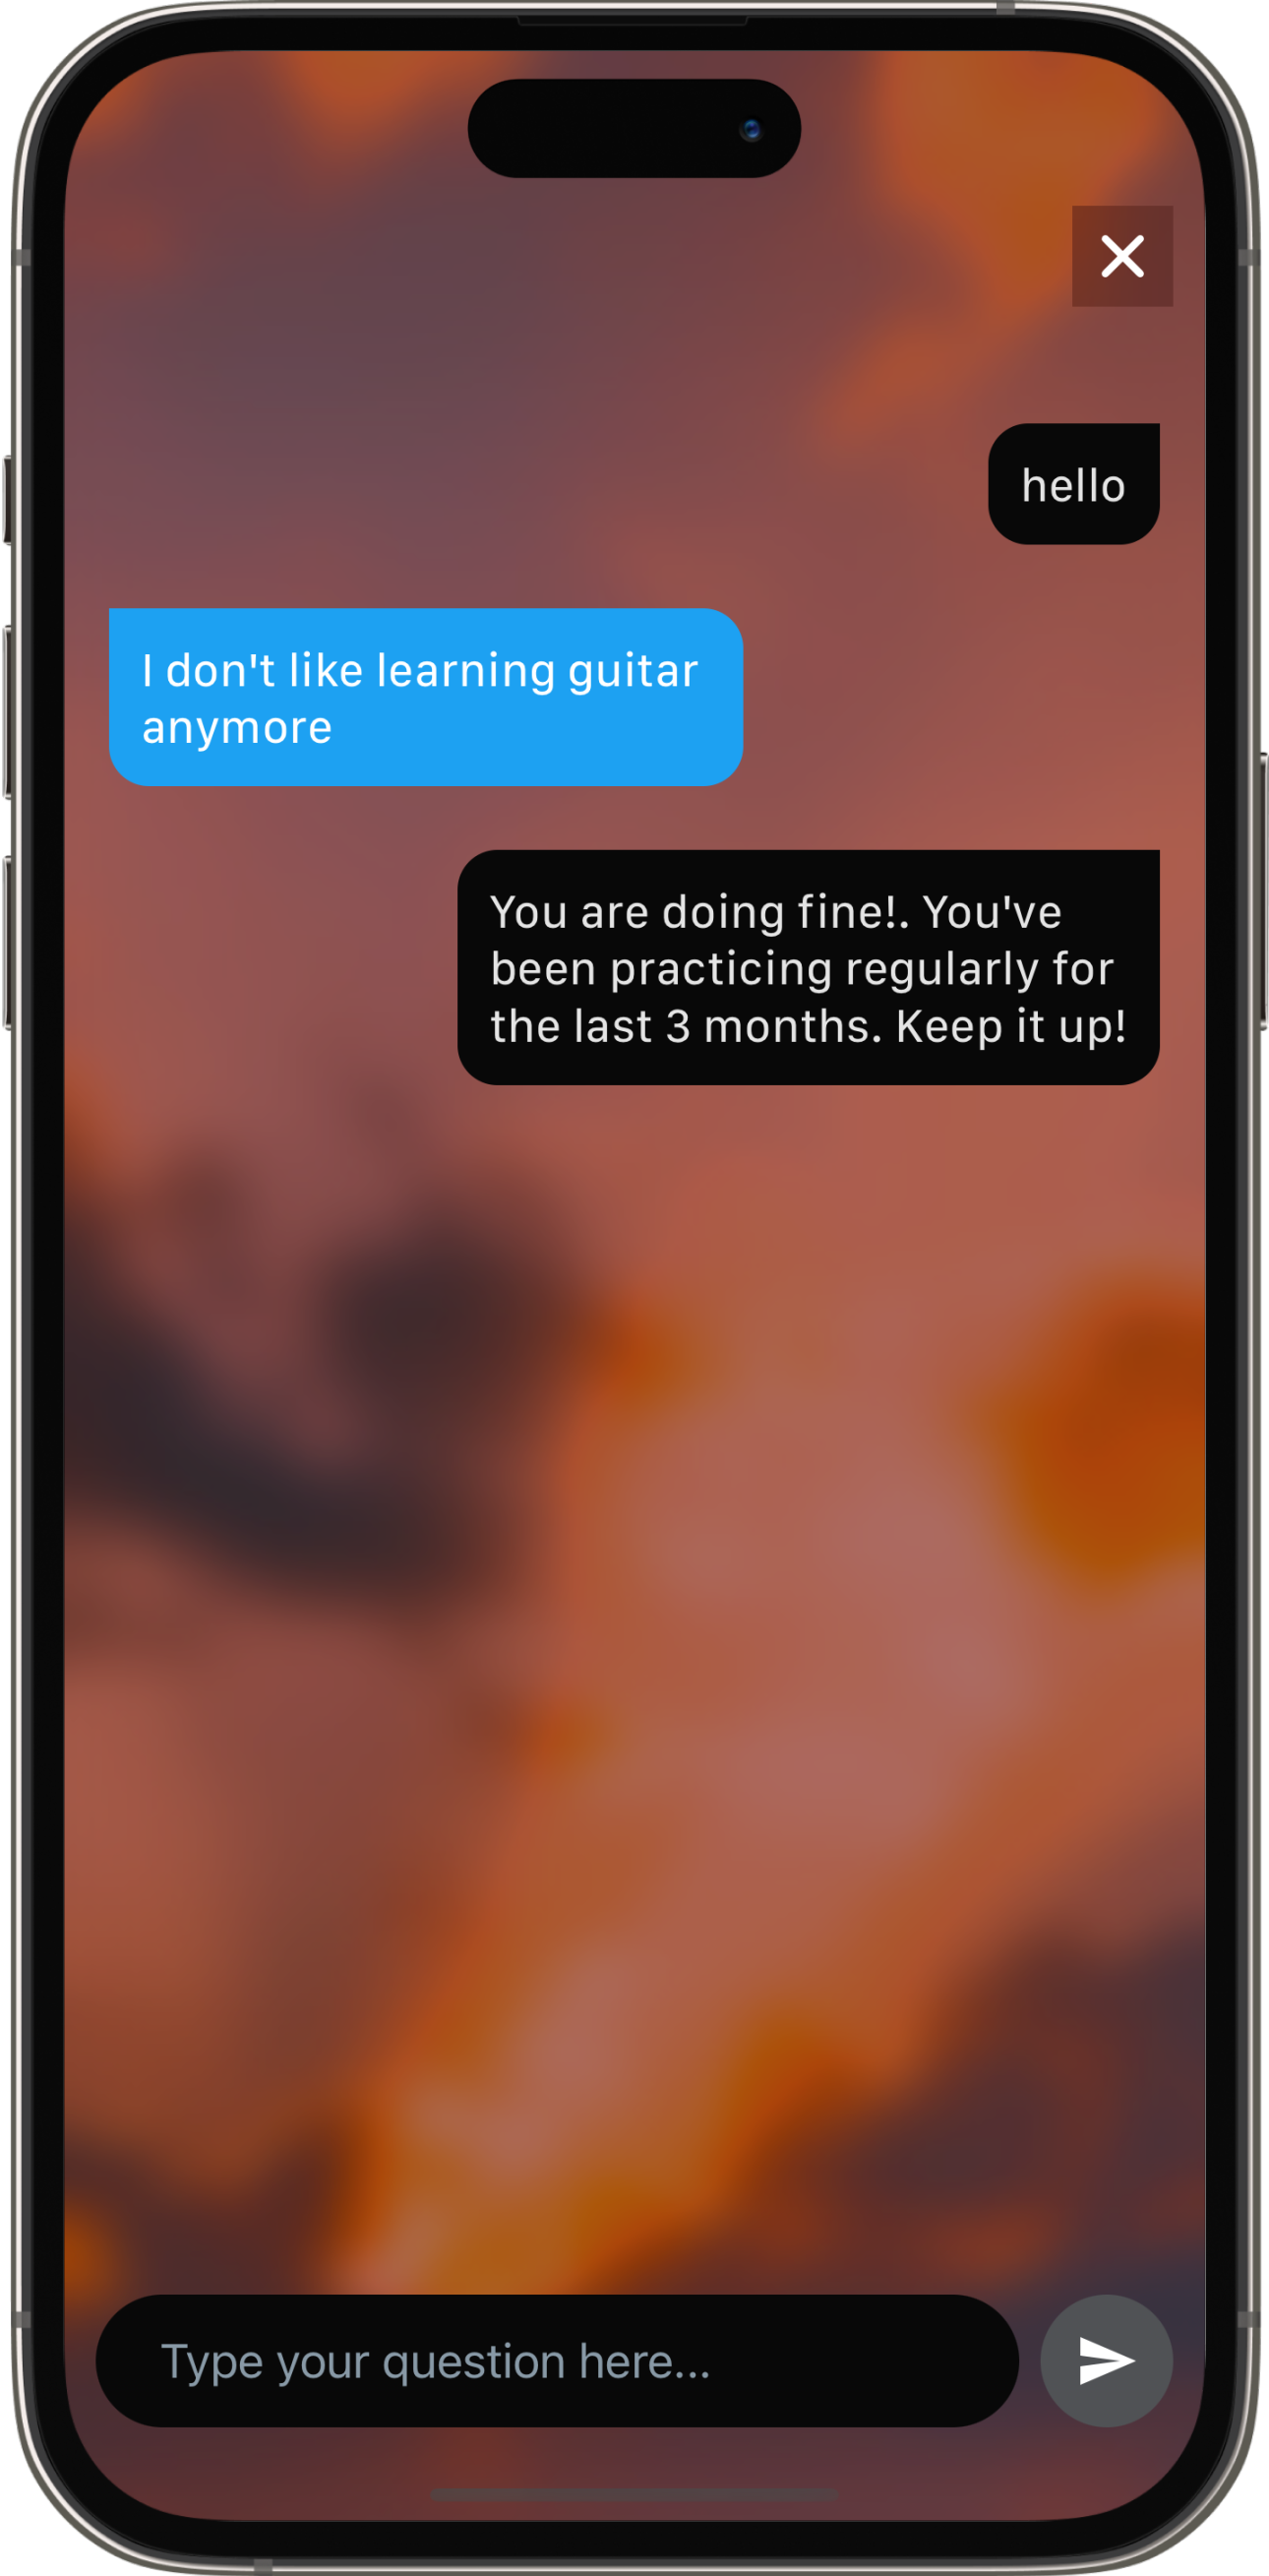 hello
I don't like learning guitar
anymore
You are doing fine!. You've
been practicing regularly for
the last 3 months. Keep it up!
Type your question here...